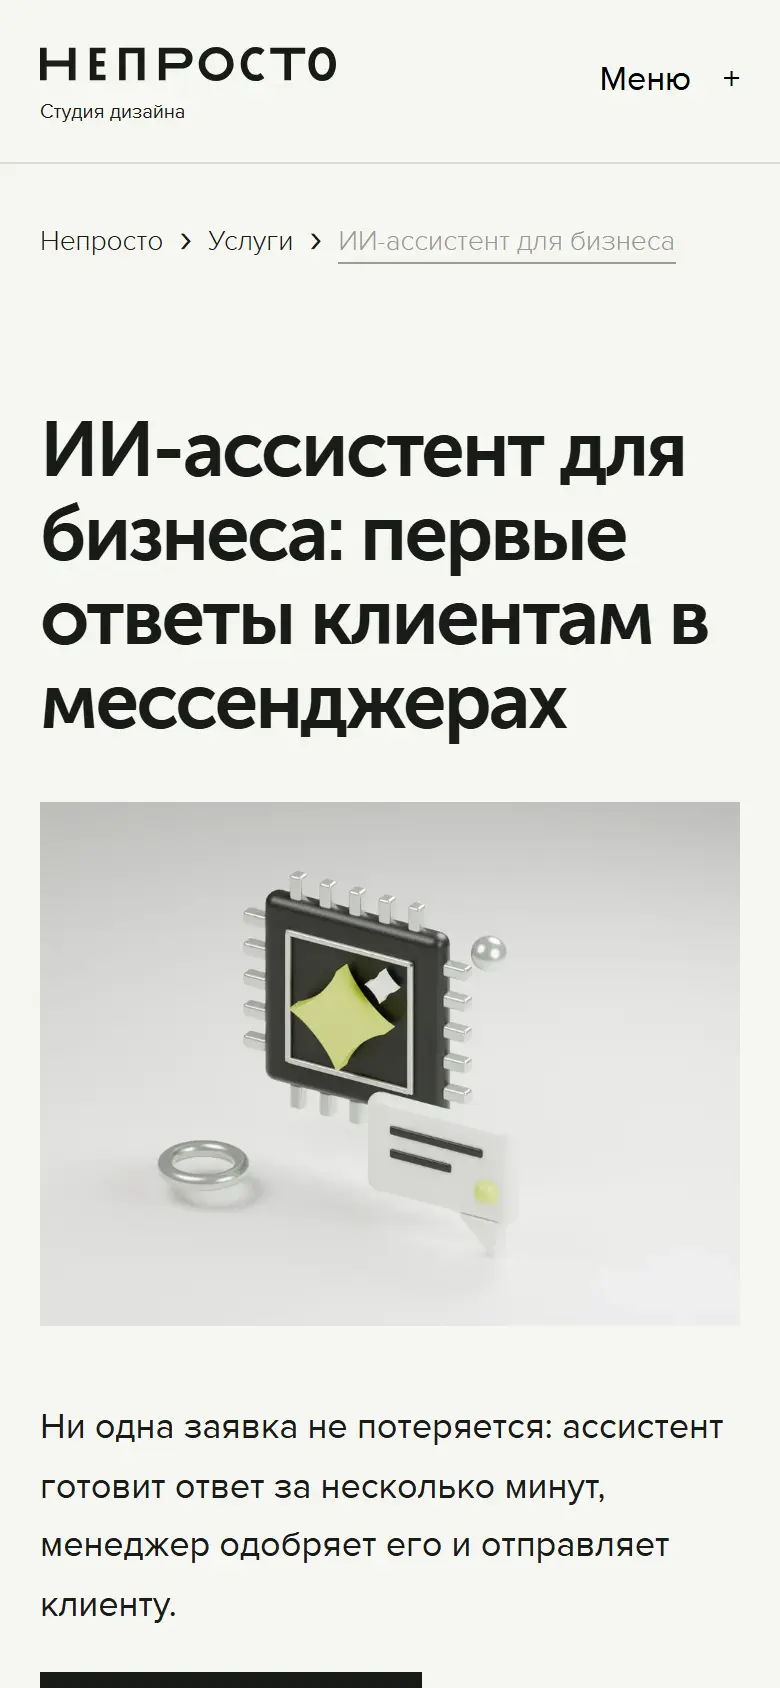 НЕПРОСТО
Студия дизайна
Меню +
Непросто › Услуги › ИИ-ассистент для бизнеса
ИИ-ассистент для
бизнеса: первые
ответы клиентам в
мессенджерах
Ни одна заявка не потеряется: ассистент
готовит ответ за несколько минут,
менеджер одобряет его и отправляет
клиенту.